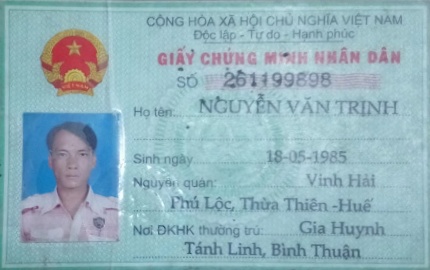 CỘNG HÒA XÃ HỘI CHỦ NGHĨA VIỆT NAM
Độc lập - Tự do - Hạnh phúc
GIẤY CHỨNG MINH NHÂN DÂN
SỐ 261199898
Họ tên: NGUYỄN VĂN TRỊNH
Sinh ngày 18-05-1985
Nguyên quán: Vinh Hải
Phú Lộc, Thừa Thiên -Huế
Nơi ĐKHK thường trú: Gia Huynh
Tánh Linh, Bình Thuận